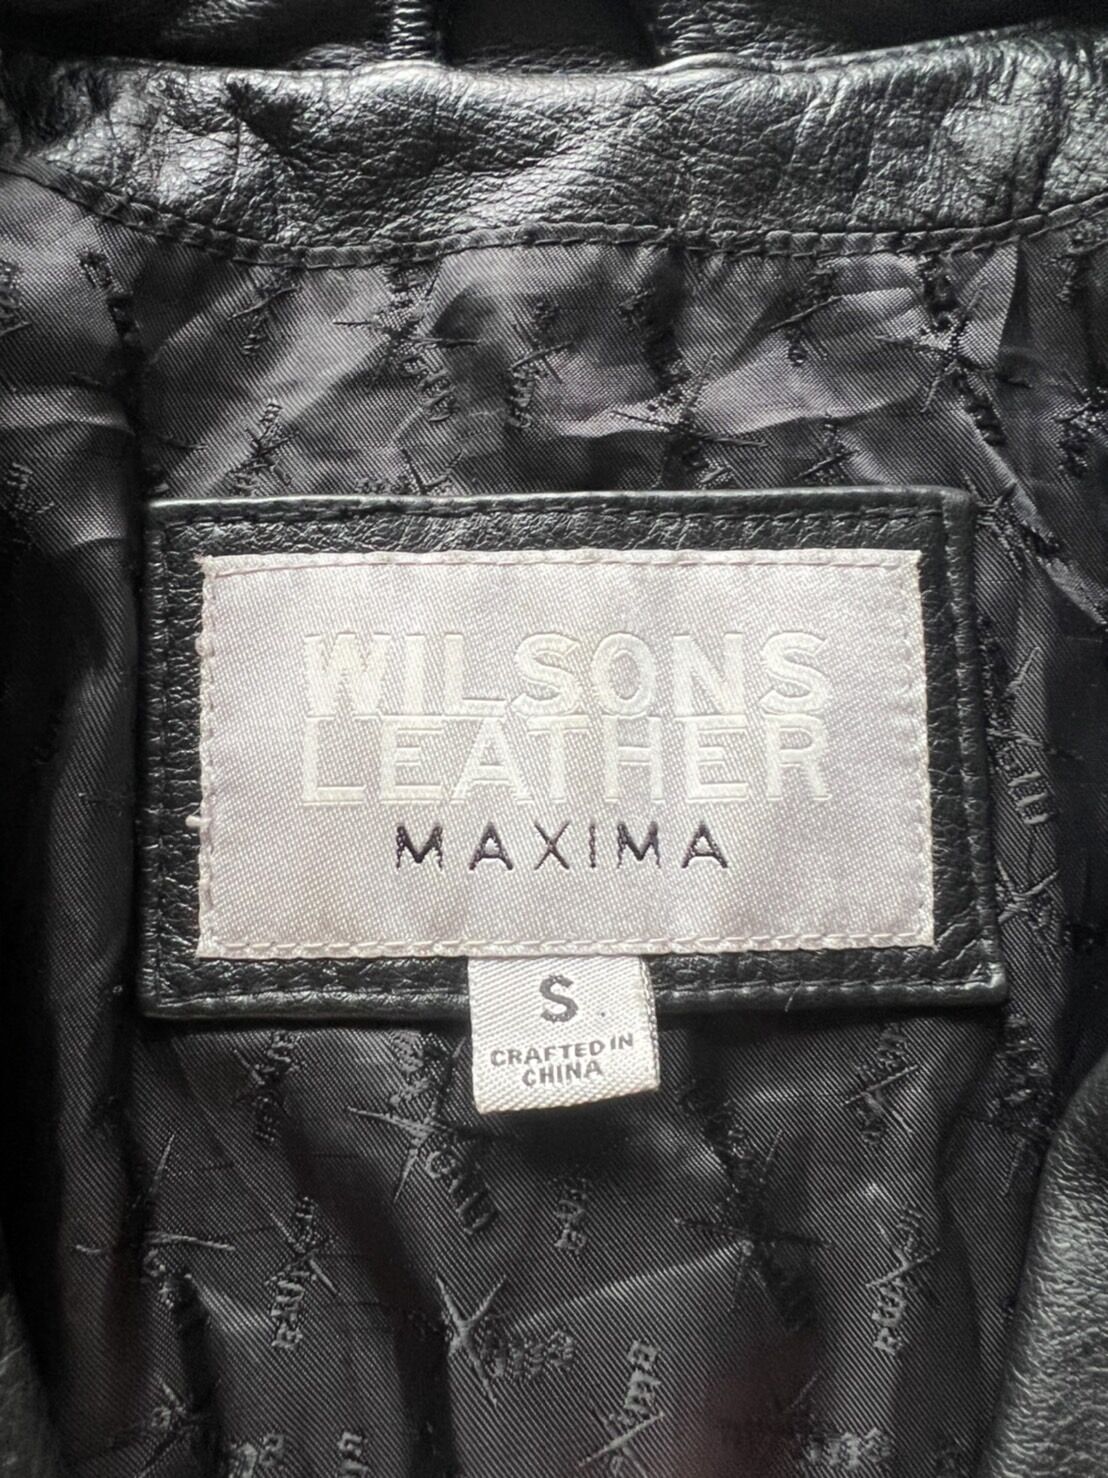 WILSONS
LEATHER
MAXIMA
S
CRAFTED IN
CHINA